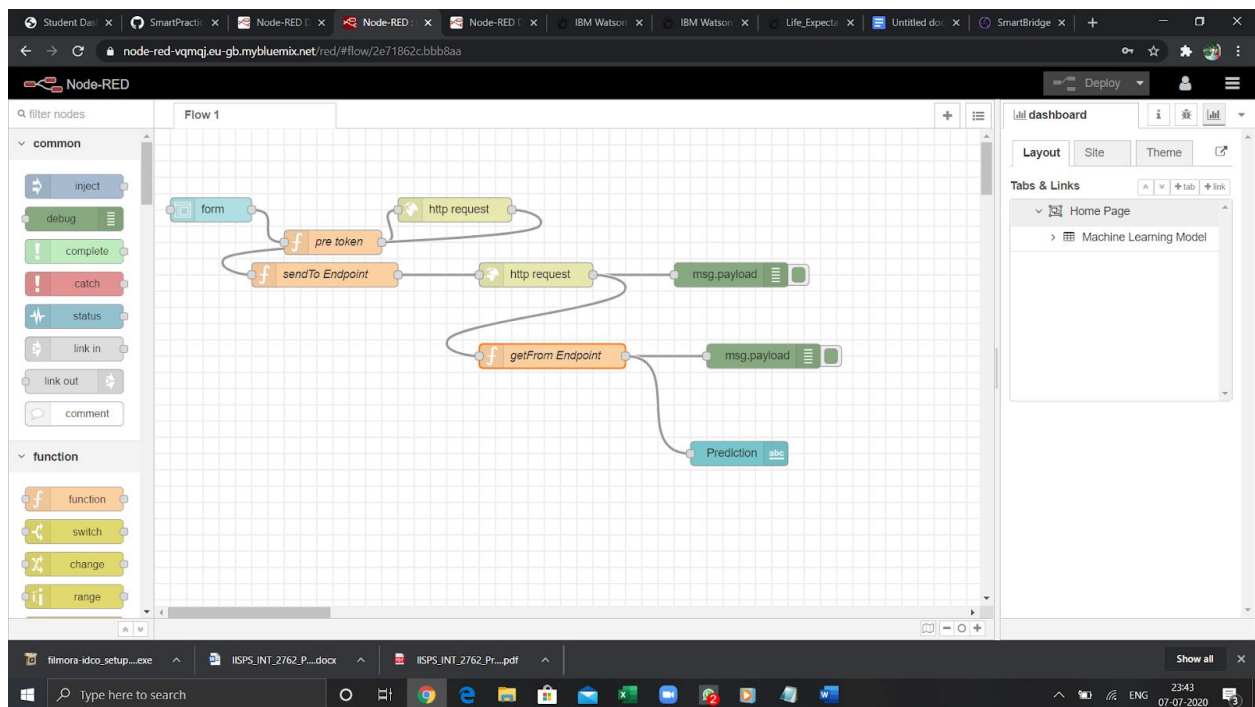 Student Das
SmartPractic
Node-RED D
Node-RED :
Node-RED D
IBM Watson
IBM Watson
Life_Expecta
Untitled doc
SmartBridge
node-red-vqmqj.eu-gb.mybluemix.net/red/#flow/2e71862c.bbb8aa
Node-RED
Deploy
filter nodes
Flow 1
dashboard
i
common
Layout
Site
Theme
Tabs & Links
+tab
+link
inject
form
http request
Home Page
debug
pre token
Machine Learning Model
complete
sendTo Endpoint
http request
msg.payload
catch
status
link in
getFrom Endpoint
msg.payload
link out
comment
Prediction
abc
function
function
switch
change
range
filmora-idco_setup....exe
IISPS_INT_2762_P....docx
IISPS_INT_2762_Pr....pdf
Show all
Type here to search
2
ENG
23:43
07-07-2020
3